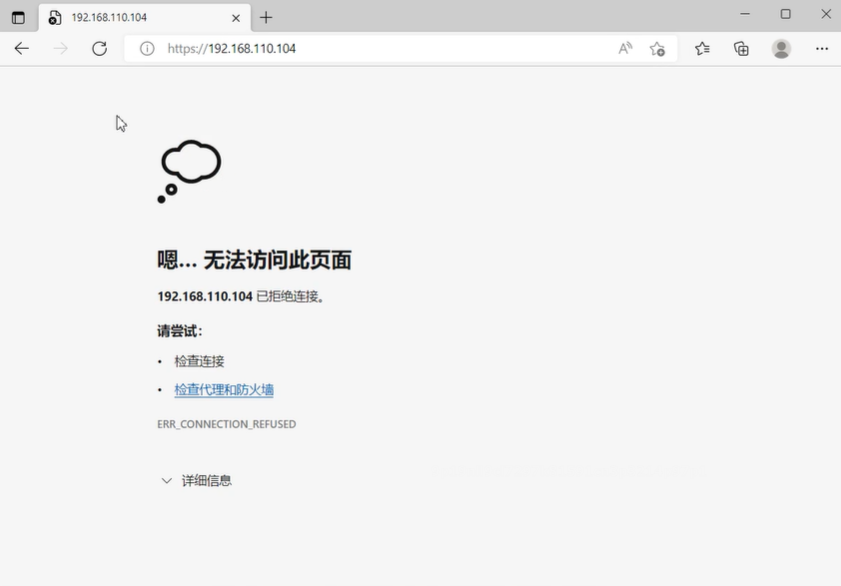 192.168.110.104
https://192.168.110.104
嗯... 无法访问此页面
192.168.110.104 已拒绝连接。
请尝试:
• 检查连接
• 检查代理和防火墙
ERR_CONNECTION_REFUSED
详细信息